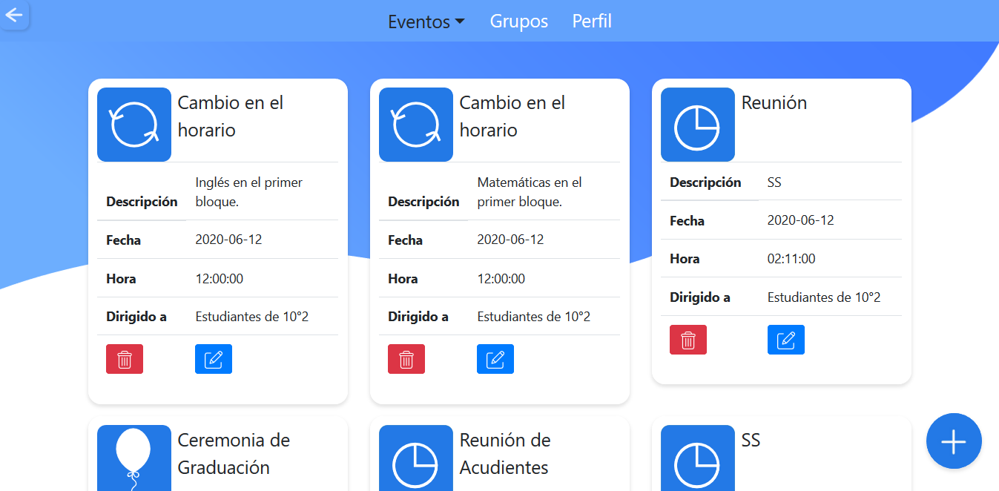 Eventos Grupos Perfil
Cambio en el
horario
Descripción Inglés en el primer
bloque.
Fecha 2020-06-12
Hora 12:00:00
Dirigido a Estudiantes de 10°2
Cambio en el
horario
Descripción Matemáticas en el
primer bloque.
Fecha 2020-06-12
Hora 12:00:00
Dirigido a Estudiantes de 10°2
Reunión
Descripción SS
Fecha 2020-06-12
Hora 02:11:00
Dirigido a Estudiantes de 10°2
Ceremonia de
Graduación
Reunión de
Acudientes
SS